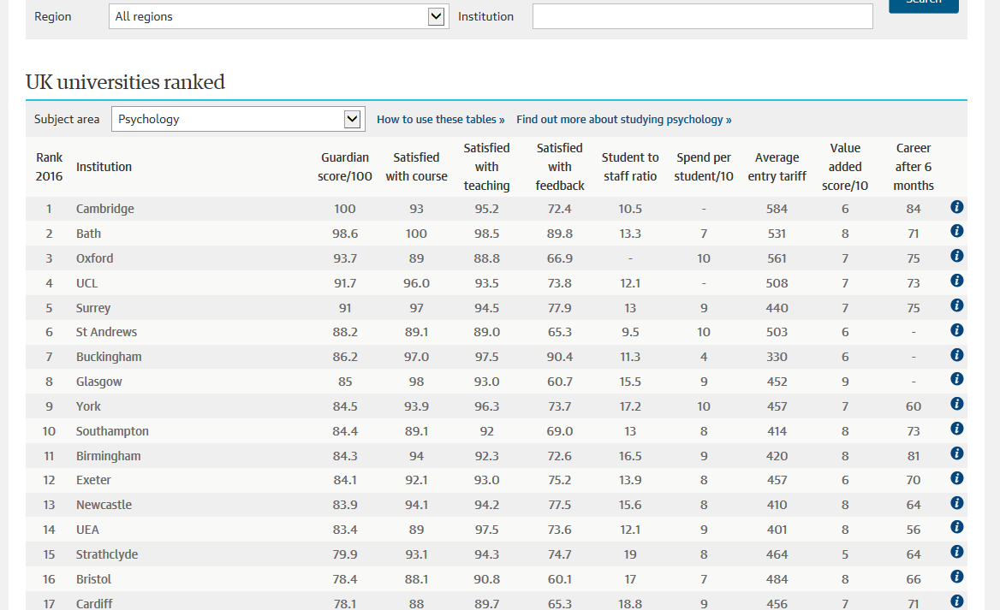 Region All regions Institution Search
UK universities ranked
Subject area Psychology How to use these tables » Find out more about studying psychology »
Rank 2016 Institution Guardian score/100 Satisfied with course Satisfied with teaching Satisfied with feedback Student to staff ratio Spend per student/10 Average entry tariff Value added score/10 Career after 6 months
1 Cambridge 100 93 95.2 72.4 10.5 - 584 6 84
2 Bath 98.6 100 98.5 89.8 13.3 7 531 8 71
3 Oxford 93.7 89 88.8 66.9 - 10 561 7 75
4 UCL 91.7 96.0 93.5 73.8 12.1 - 508 7 73
5 Surrey 91 97 94.5 77.9 13 9 440 7 75
6 St Andrews 88.2 89.1 89.0 65.3 9.5 10 503 6 -
7 Buckingham 86.2 97.0 97.5 90.4 11.3 4 330 6 -
8 Glasgow 85 98 93.0 60.7 15.5 9 452 9 -
9 York 84.5 93.9 96.3 73.7 17.2 10 457 7 60
10 Southampton 84.4 89.1 92 69.0 13 8 414 8 73
11 Birmingham 84.3 94 92.3 72.6 16.5 9 420 8 81
12 Exeter 84.1 92.1 93.0 75.2 13.9 8 457 6 70
13 Newcastle 83.9 94.1 94.2 77.5 15.6 8 410 8 64
14 UEA 83.4 89 97.5 73.6 12.1 9 401 8 56
15 Strathclyde 79.9 93.1 94.3 74.7 19 8 464 5 64
16 Bristol 78.4 88.1 90.8 60.1 17 7 484 8 66
17 Cardiff 78.1 88 89.7 65.3 18.8 9 456 7 71